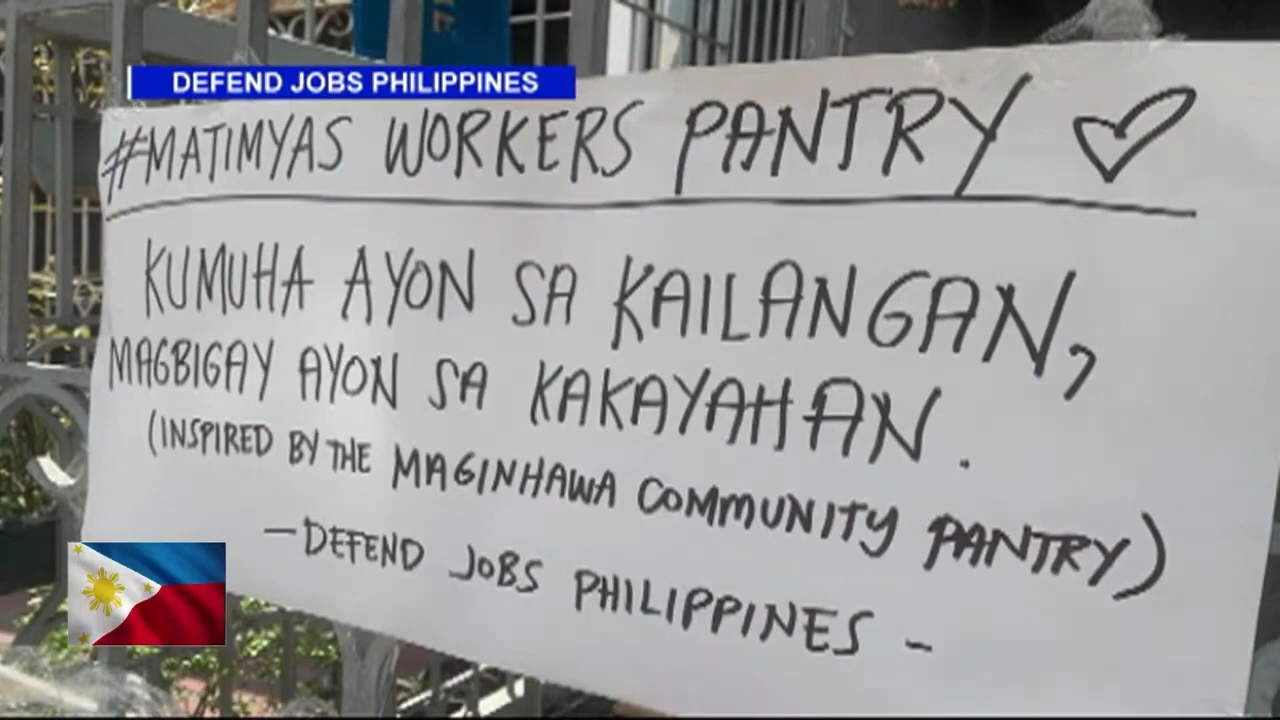 DEFEND JOBS PHILIPPINES
#MATIMYAS WORKERS PANTRY
KUMUHA AYON SA KAILANGAN,
MAGBIGAY AYON SA KAKAYAHAN.
(INSPIRED BY THE MAGINHAWA COMMUNITY PANTRY)
—DEFEND JOBS PHILIPPINES -